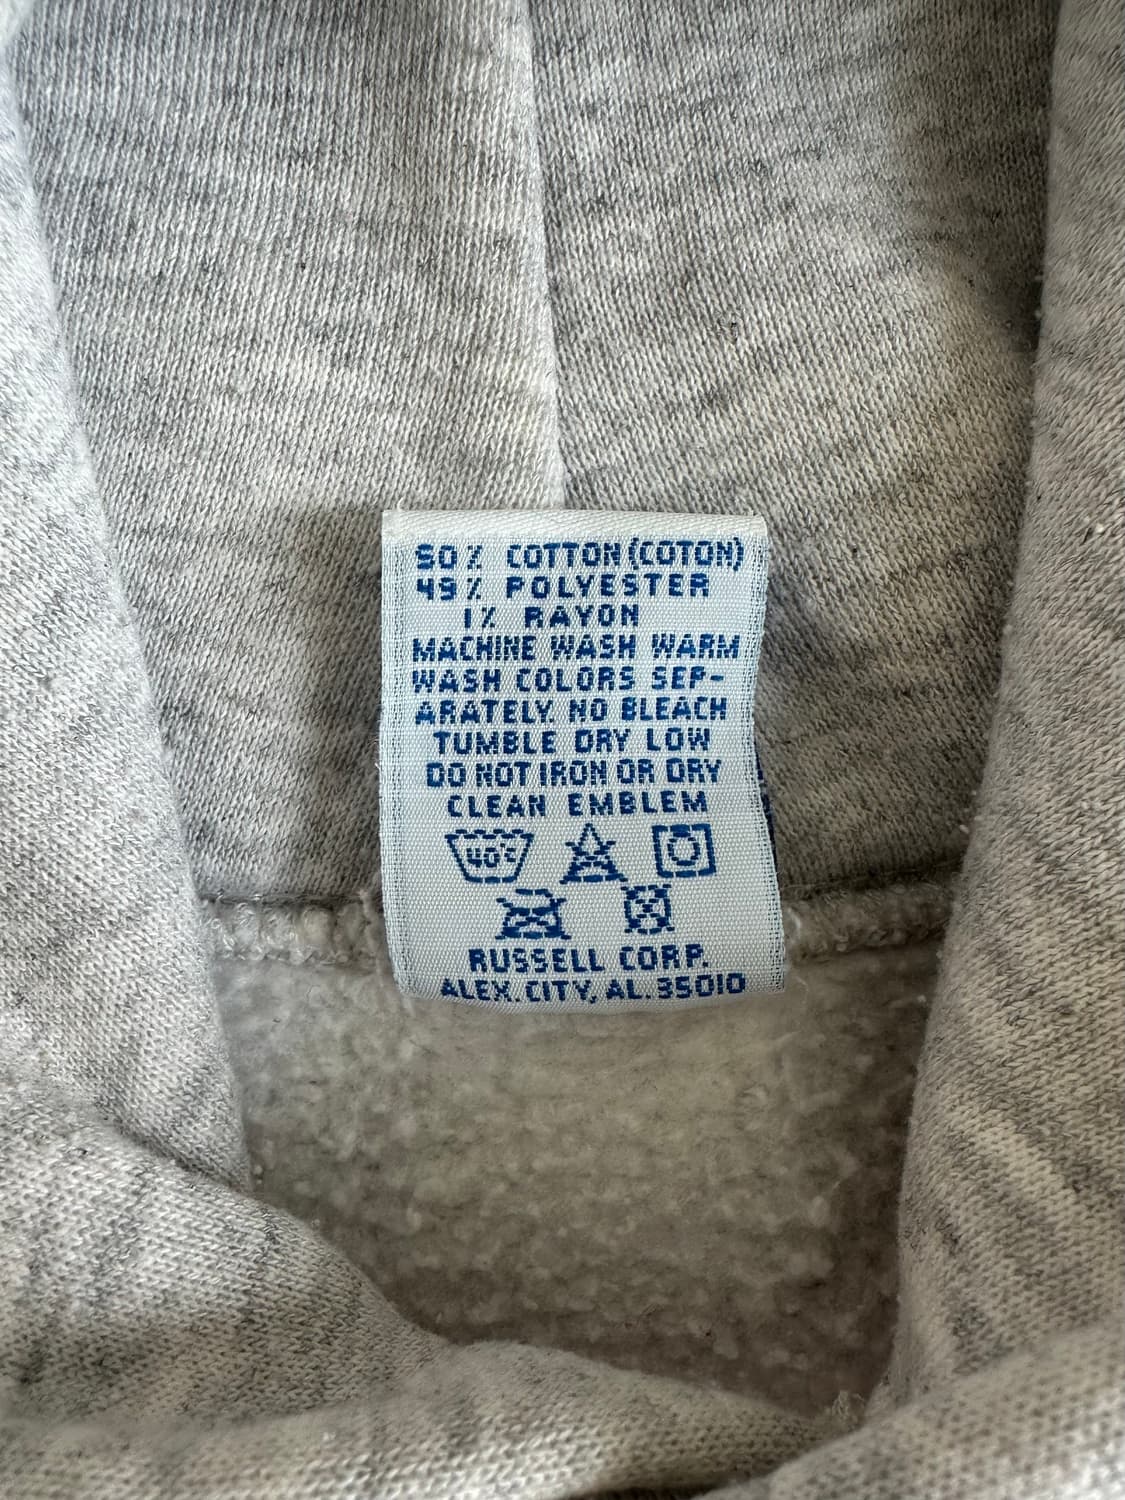 50% COTTON (COTON)
49% POLYESTER
1% RAYON
MACHINE WASH WARM
WASH COLORS SEP-
ARATELY. NO BLEACH
TUMBLE DRY LOW
DO NOT IRON OR DRY
CLEAN EMBLEM
40°C
RUSSELL CORP.
ALEX. CITY, AL. 35010